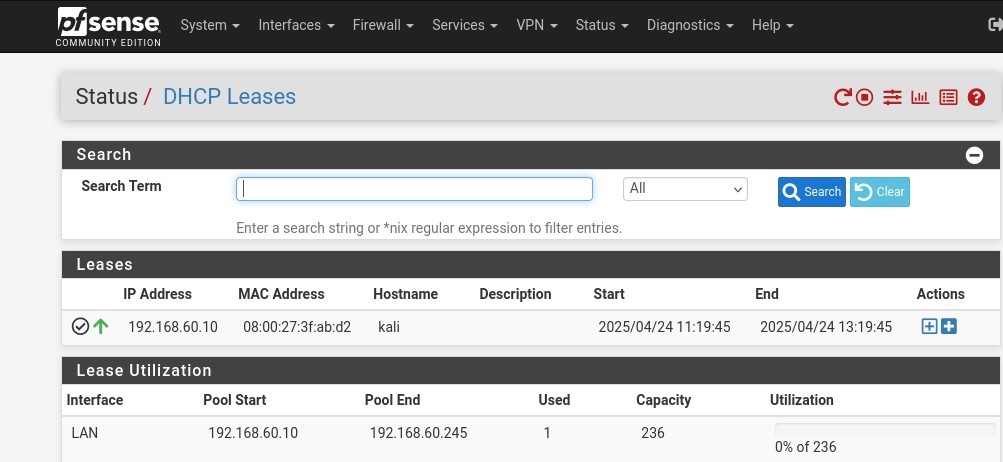 pfsense System Interfaces Firewall Services VPN Status Diagnostics Help
COMMUNITY EDITION
Status / DHCP Leases
Search
Search Term All Search Clear
Enter a search string or *nix regular expression to filter entries.
Leases
IP Address MAC Address Hostname Description Start End Actions
192.168.60.10 08:00:27:3f:ab:d2 kali 2025/04/24 11:19:45 2025/04/24 13:19:45
Lease Utilization
Interface Pool Start Pool End Used Capacity Utilization
LAN 192.168.60.10 192.168.60.245 1 236
0% of 236